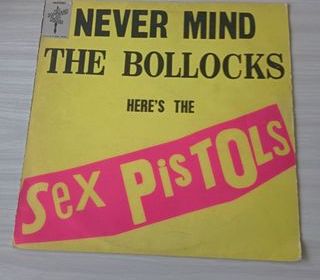 NEVER MIND
THE BOLLOCKS
HERE'S THE
Sex PisTOLs